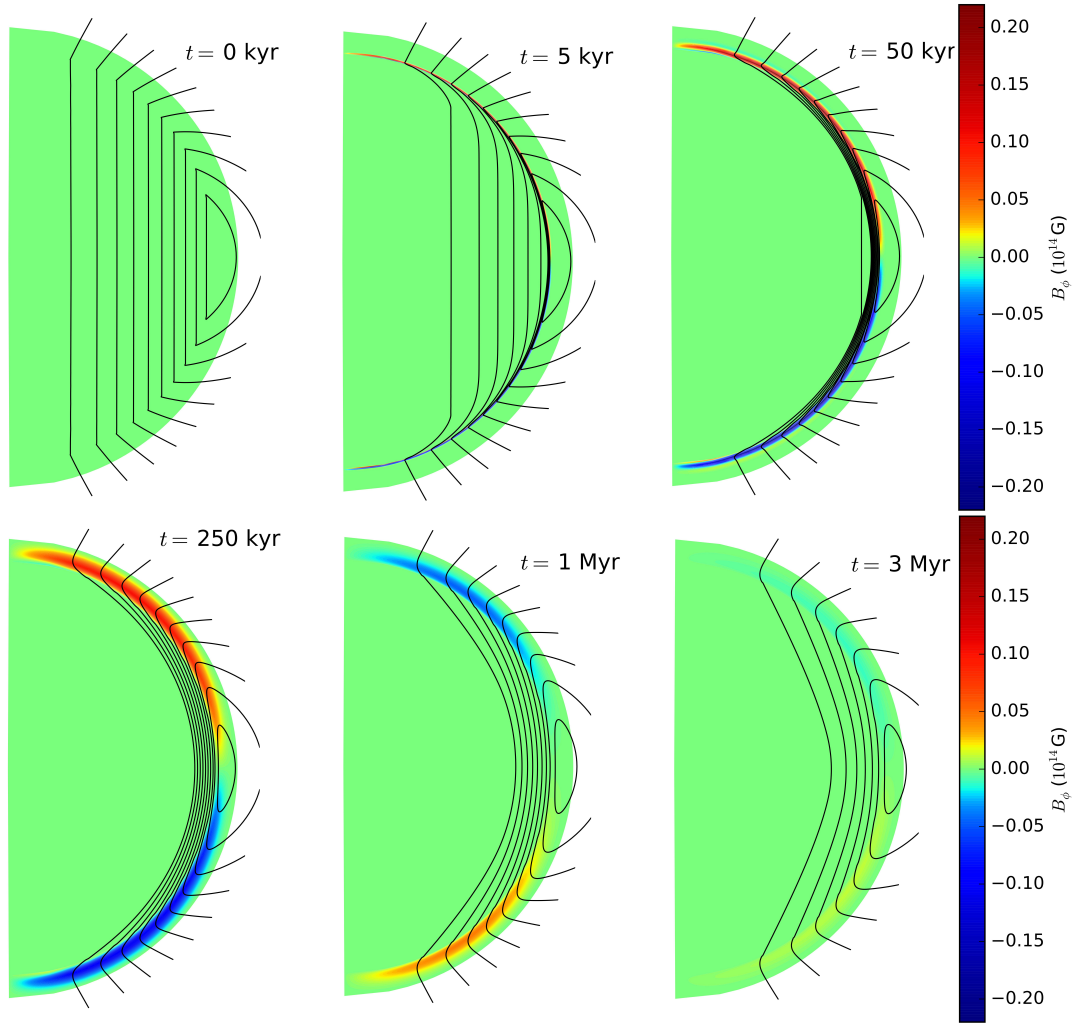 t = 0 kyr
t = 5 kyr
t = 50 kyr
0.20
0.15
0.10
0.05
0.00
−0.05
−0.10
−0.15
−0.20
B_ϕ (10^14 G)
t = 250 kyr
t = 1 Myr
t = 3 Myr
0.20
0.15
0.10
0.05
0.00
−0.05
−0.10
−0.15
−0.20
B_ϕ (10^14 G)